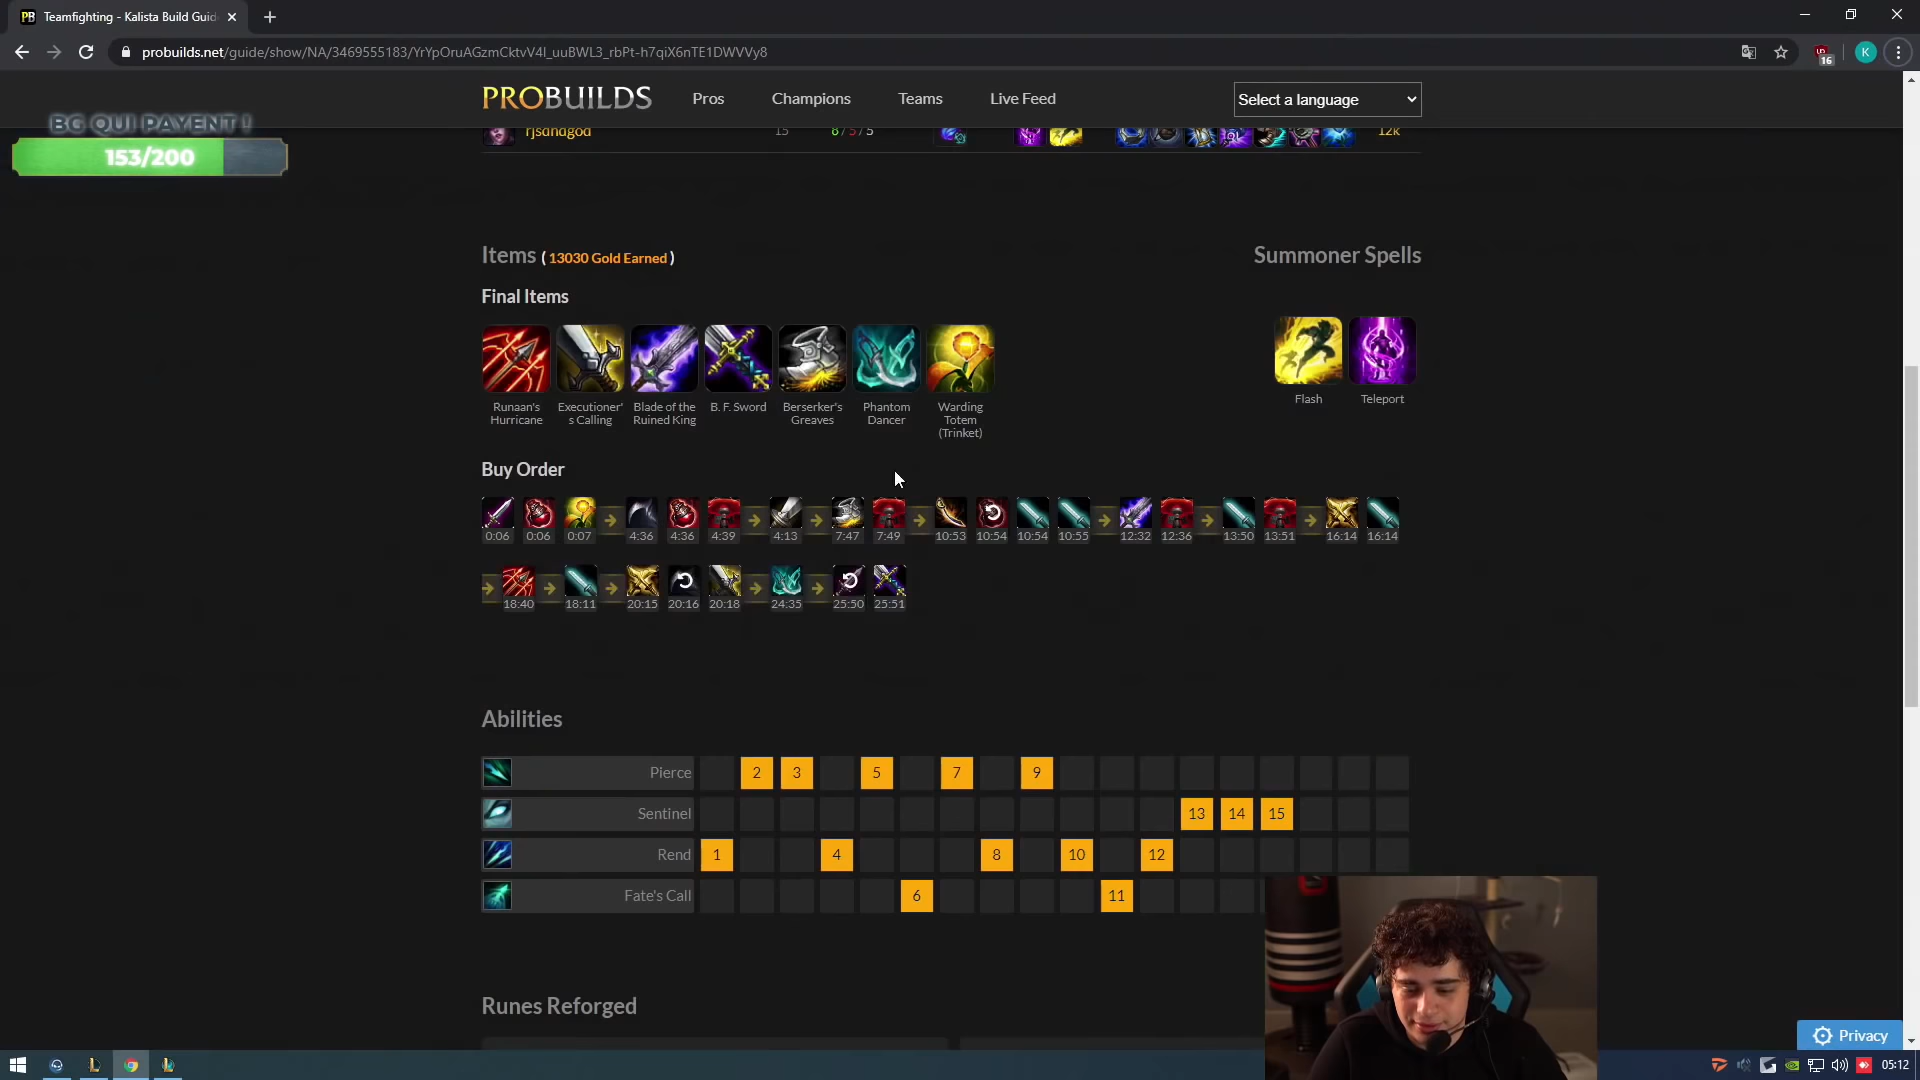 Teamfighting - Kalista Build Guid
probuilds.net/guide/show/NA/3469555183/YrYpOruAGzmCktvV4l_uuBWL3_rbPt-h7qiX6nTE1DWVVy8
16
K
PROBUILDS Pros Champions Teams Live Feed Select a language
BG QUI PAYENT !
153/200
rjsdndgod 15 8 / 5 / 5 12k
Items ( 13030 Gold Earned ) Summoner Spells
Final Items
Runaan's Hurricane
Executioner's Calling
Blade of the Ruined King
B. F. Sword
Berserker's Greaves
Phantom Dancer
Warding Totem (Trinket)
Flash Teleport
Buy Order
0:06 0:06 0:07 4:36 4:36 4:39 4:13 7:47 7:49 10:53 10:54 10:54 10:55 12:32 12:36 13:50 13:51 16:14 16:14
18:40 18:11 20:15 20:16 20:18 24:35 25:50 25:51
Abilities
Pierce 2 3 5 7 9
Sentinel 13 14 15
Rend 1 4 8 10 12
Fate's Call 6 11
Runes Reforged
Privacy
05:12